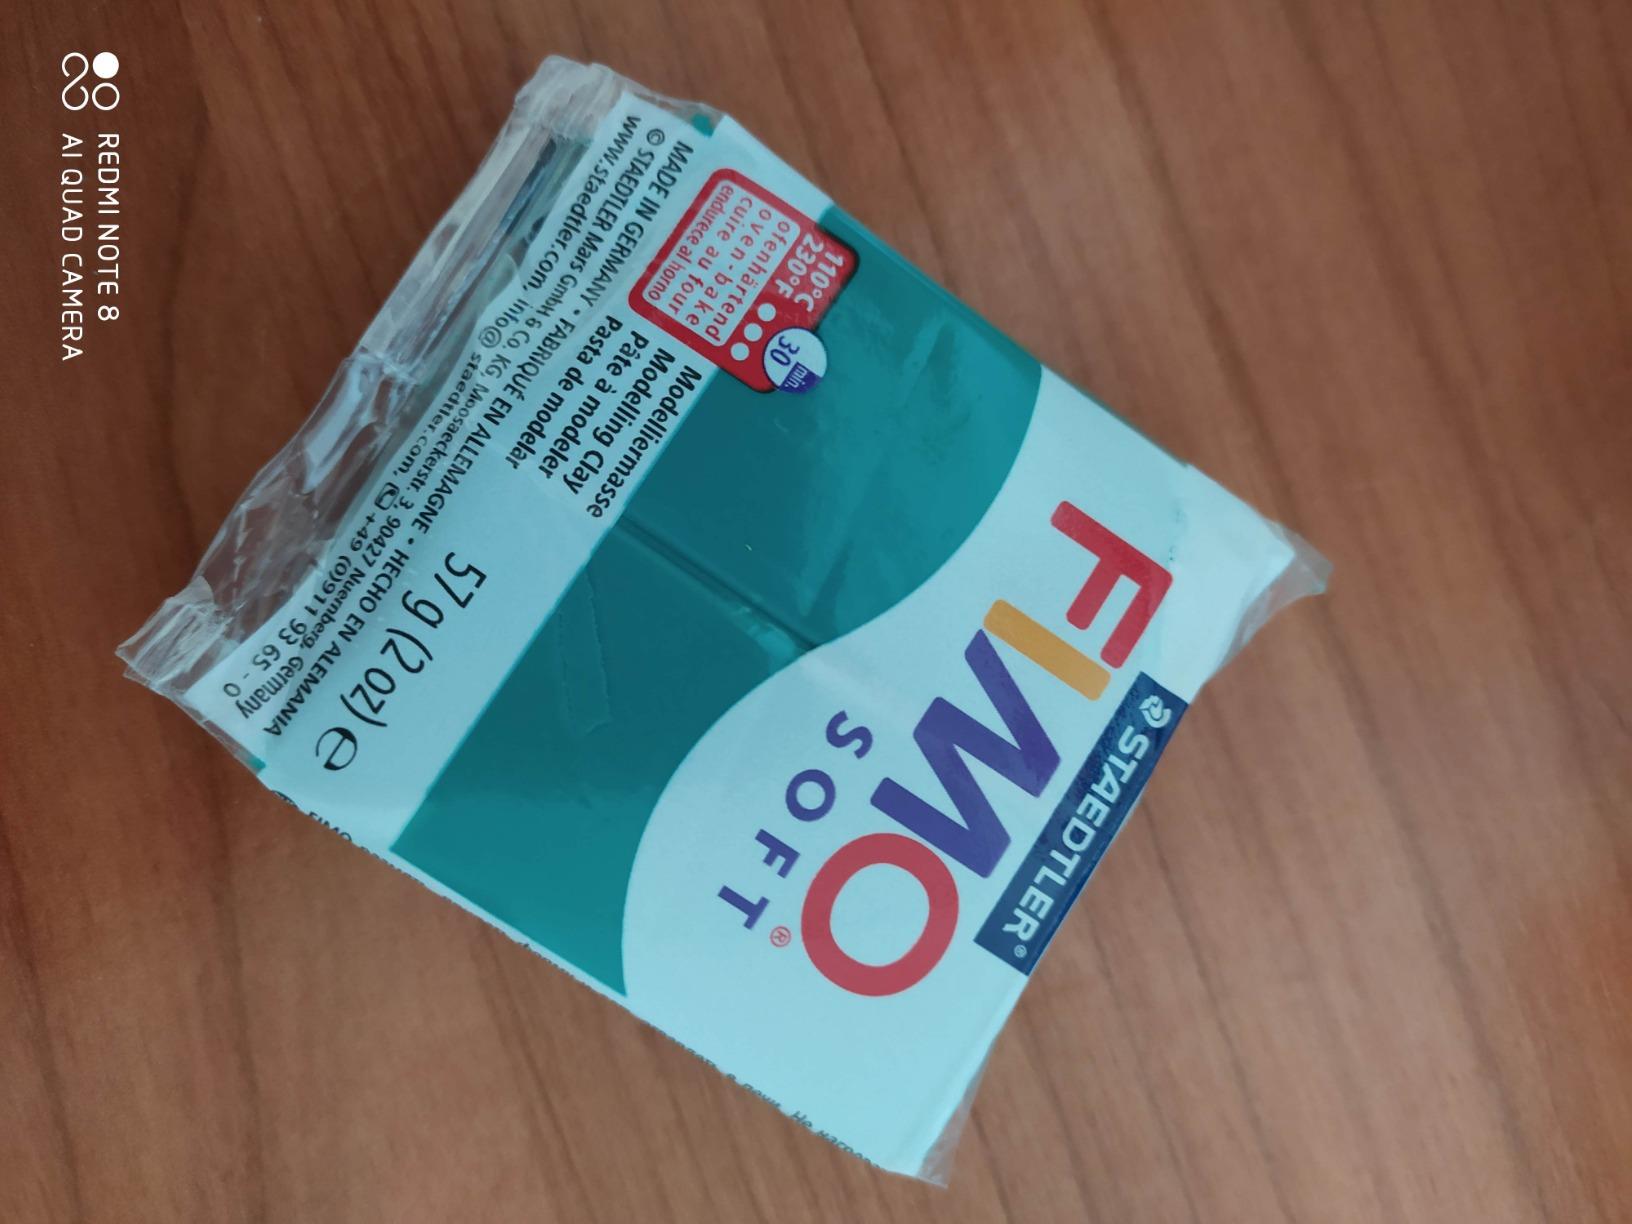 STAEDTLER®
FIMO
SOFT®
110°C
230°F
30 min.
ofenhärtend
oven-bake
cuire au four
endurece al horno
Modelliermasse
Modelling Clay
Pâte à modeler
Pasta de modelar
57 g (2 oz) e
MADE IN GERMANY • FABRIQUÉ EN ALLEMAGNE • HECHO EN ALEMANIA
© STAEDTLER Mars GmbH & Co KG, Moosaeckerstr. 3, 90427 Nuernberg, Germany
www.staedtler.com, info@staedtler.com, +49 (0)911 93 65 - 0
REDMI NOTE 8
AI QUAD CAMERA